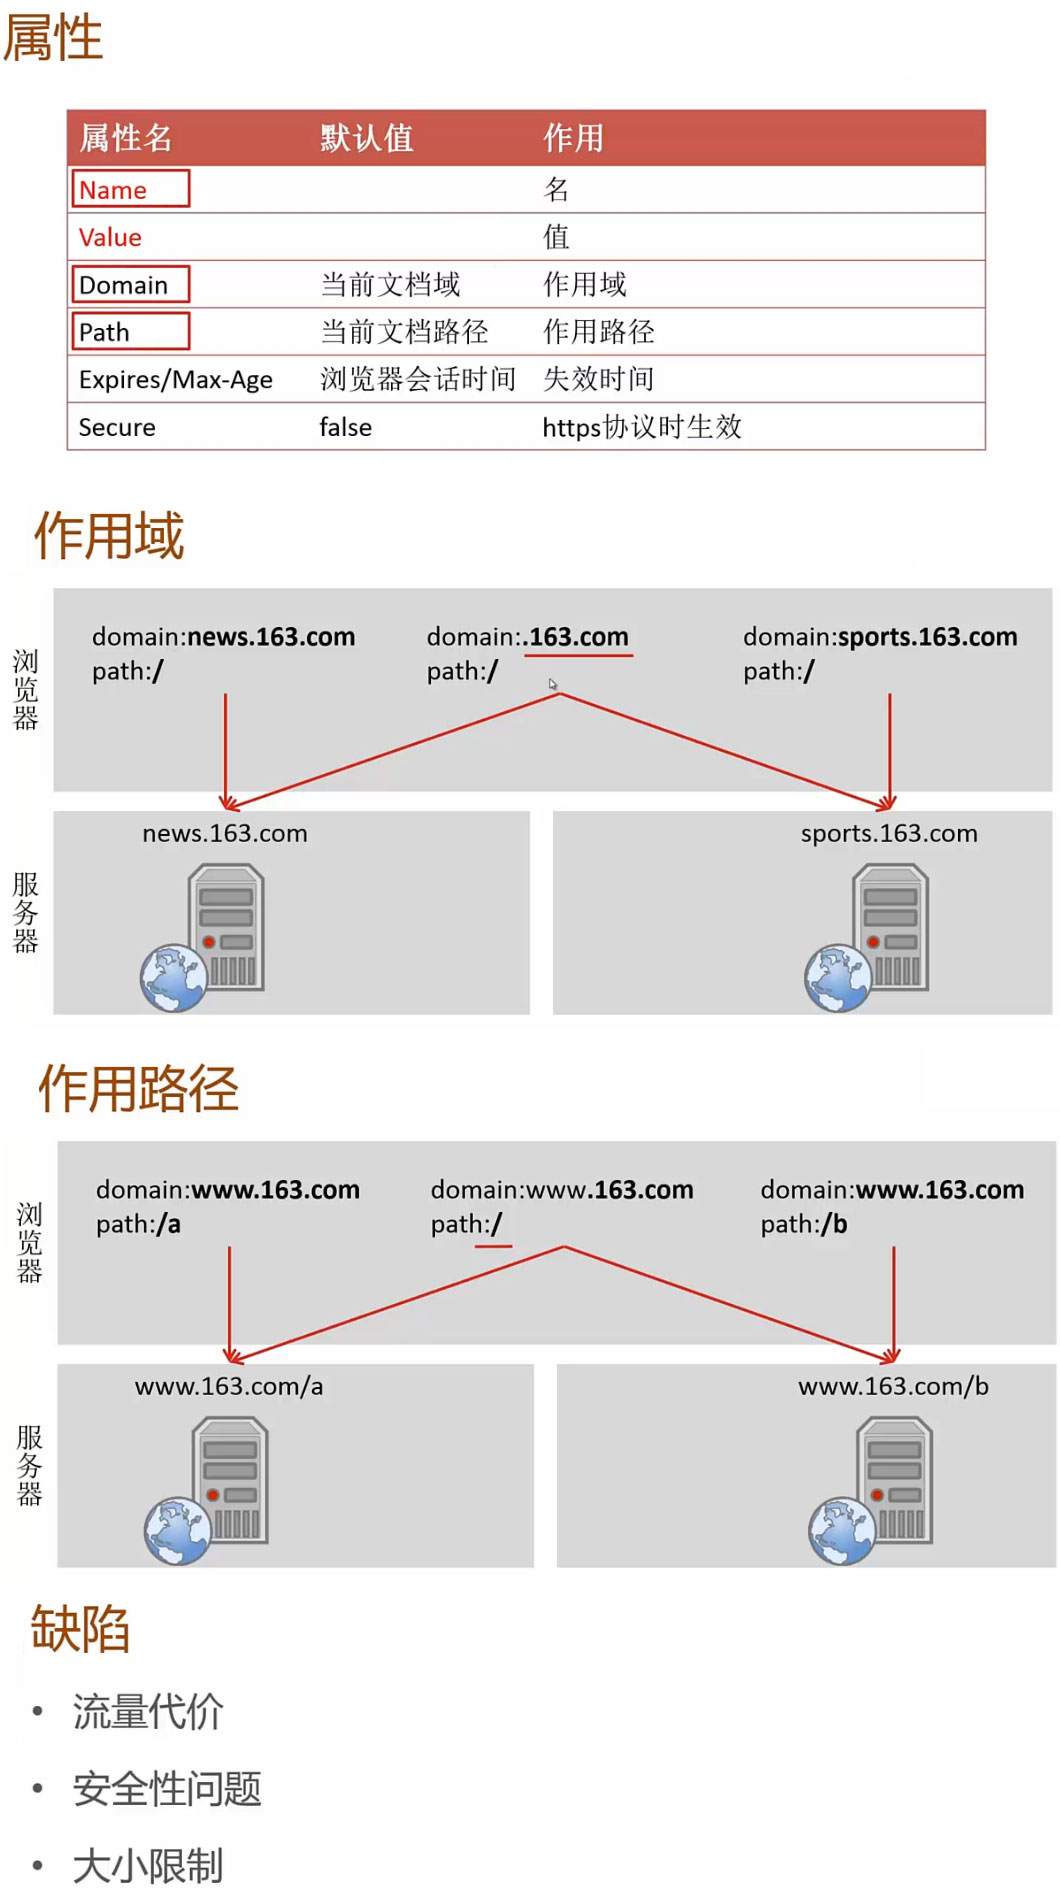 属性
属性名 默认值 作用
Name 名
Value 值
Domain 当前文档域 作用域
Path 当前文档路径 作用路径
Expires/Max-Age 浏览器会话时间 失效时间
Secure false https协议时生效
作用域
浏览器
domain:news.163.com domain:.163.com domain:sports.163.com
path:/ path:/ path:/
服务器
news.163.com sports.163.com
作用路径
浏览器
domain:www.163.com domain:www.163.com domain:www.163.com
path:/a path:/ path:/b
服务器
www.163.com/a www.163.com/b
缺陷
• 流量代价
• 安全性问题
• 大小限制